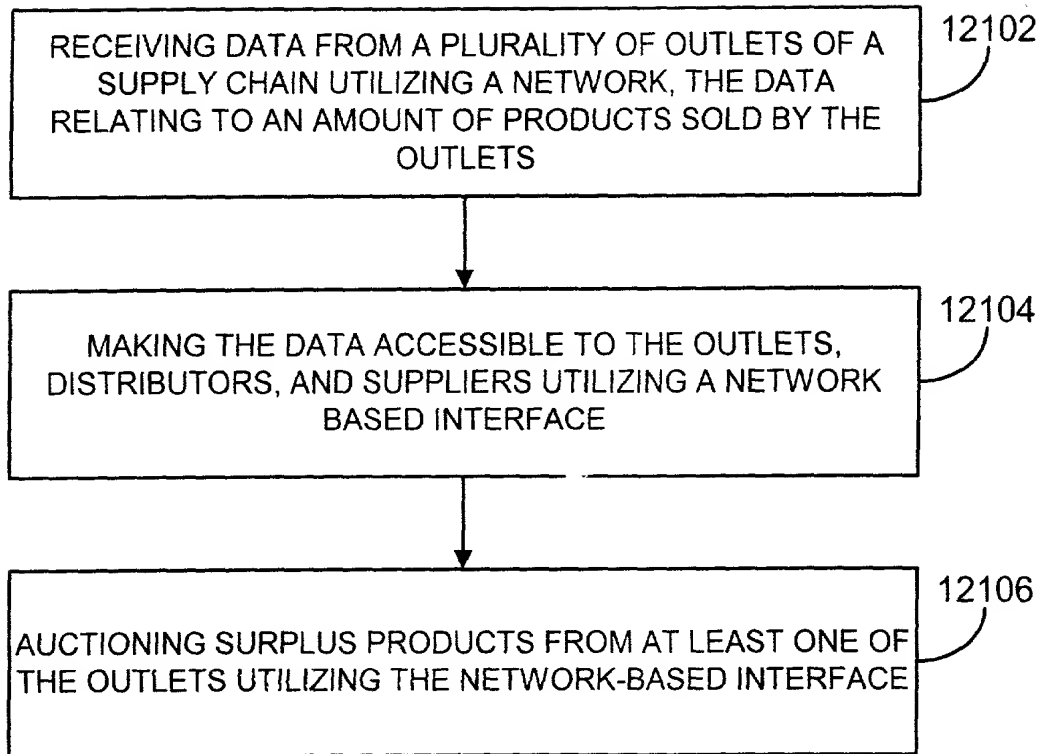 RECEIVING DATA FROM A PLURALITY OF OUTLETS OF A
SUPPLY CHAIN UTILIZING A NETWORK, THE DATA
RELATING TO AN AMOUNT OF PRODUCTS SOLD BY THE
OUTLETS
12102
MAKING THE DATA ACCESSIBLE TO THE OUTLETS,
DISTRIBUTORS, AND SUPPLIERS UTILIZING A NETWORK
BASED INTERFACE
12104
AUCTIONING SURPLUS PRODUCTS FROM AT LEAST ONE OF
THE OUTLETS UTILIZING THE NETWORK-BASED INTERFACE
12106